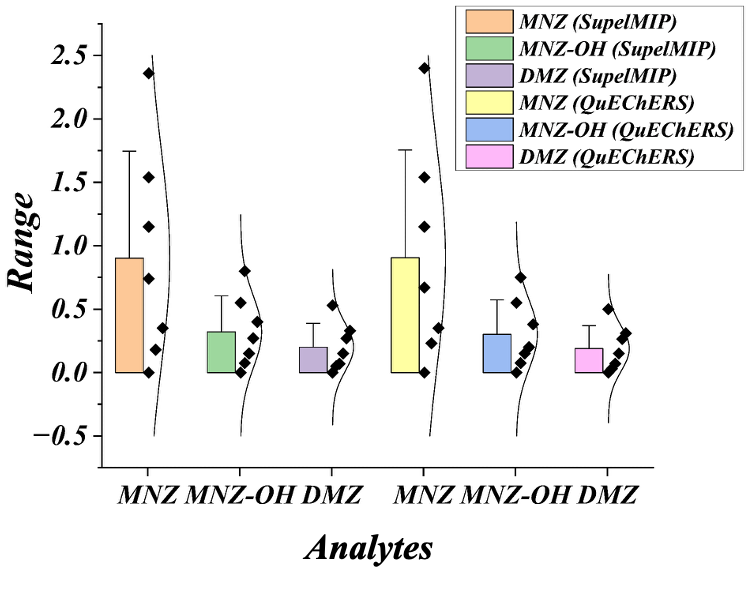 MNZ (SupelMIP)
MNZ-OH (SupelMIP)
DMZ (SupelMIP)
MNZ (QuEChERS)
MNZ-OH (QuEChERS)
DMZ (QuEChERS)
2.5
2.0
1.5
1.0
0.5
0.0
−0.5
Range
MNZ MNZ-OH DMZ MNZ MNZ-OH DMZ
Analytes